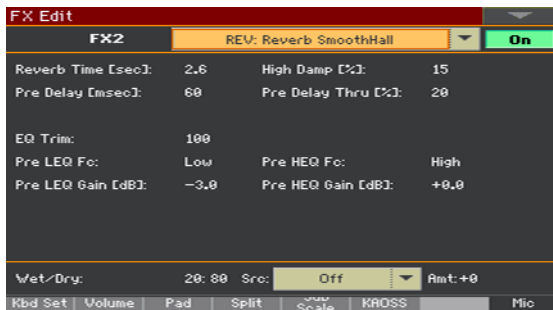 FX Edit
FX2 REV: Reverb SmoothHall On
Reverb Time [sec]: 2.6 High Damp [%]: 15
Pre Delay [msec]: 60 Pre Delay Thru [%]: 20
EQ Trim: 100
Pre LEQ Fc: Low Pre HEQ Fc: High
Pre LEQ Gain [dB]: -3.0 Pre HEQ Gain [dB]: +0.0
Wet/Dry: 20:80 Src: Off Amt:+0
Kbd Set Volume Pad Split Sub Scale KAOSS Mic